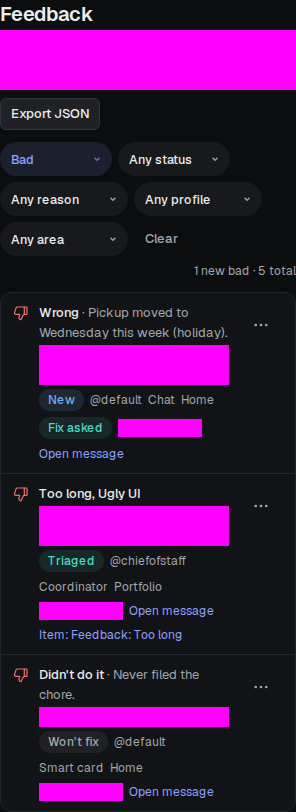 Feedback
Export JSON
Bad
Any status
Any reason
Any profile
Any area
Clear
1 new bad · 5 total
Wrong · Pickup moved to
Wednesday this week (holiday).
New @default Chat Home
Fix asked
Open message
Too long, Ugly UI
Triaged @chiefofstaff
Coordinator Portfolio
Open message
Item: Feedback: Too long
Didn't do it · Never filed the
chore.
Won't fix @default
Smart card Home
Open message